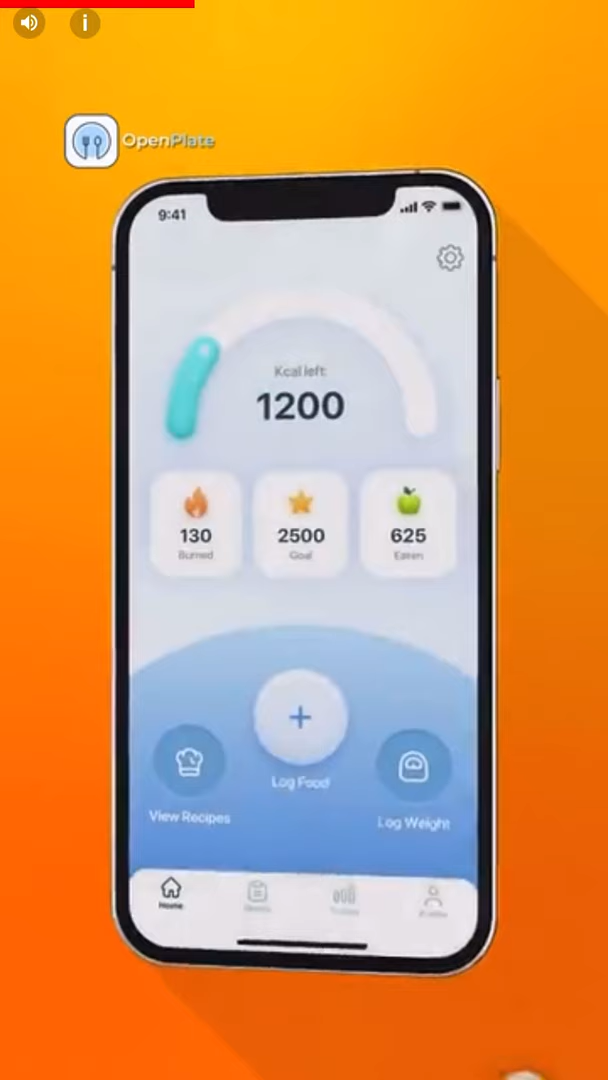 OpenPlate
9:41
Kcal left
1200
130
2500
625
Burned
Goal
Eaten
Log Food
View Recipes
Log Weight
Home